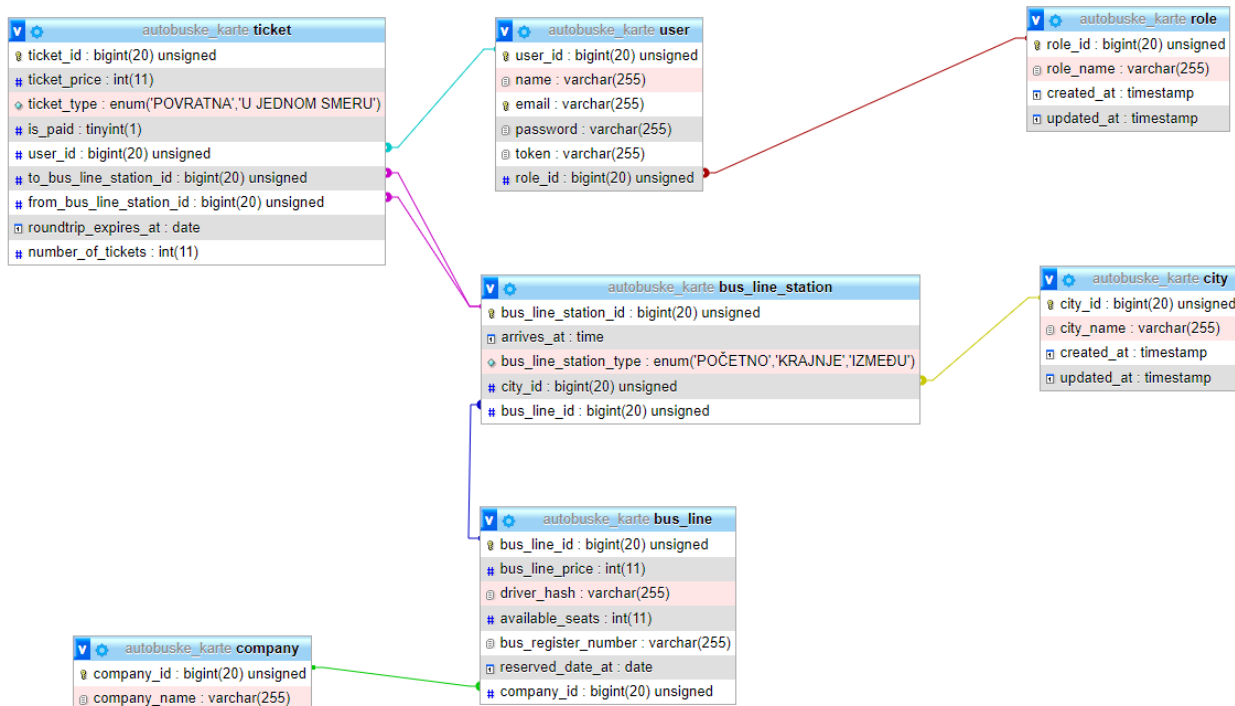 autobuske_karte ticket
ticket_id : bigint(20) unsigned
ticket_price : int(11)
ticket_type : enum('POVRATNA','U JEDNOM SMERU')
is_paid : tinyint(1)
user_id : bigint(20) unsigned
to_bus_line_station_id : bigint(20) unsigned
from_bus_line_station_id : bigint(20) unsigned
roundtrip_expires_at : date
number_of_tickets : int(11)
autobuske_karte user
user_id : bigint(20) unsigned
name : varchar(255)
email : varchar(255)
password : varchar(255)
token : varchar(255)
role_id : bigint(20) unsigned
autobuske_karte role
role_id : bigint(20) unsigned
role_name : varchar(255)
created_at : timestamp
updated_at : timestamp
autobuske_karte bus_line_station
bus_line_station_id : bigint(20) unsigned
arrives_at : time
bus_line_station_type : enum('POČETNO','KRAJNJE','IZMEĐU')
city_id : bigint(20) unsigned
bus_line_id : bigint(20) unsigned
autobuske_karte city
city_id : bigint(20) unsigned
city_name : varchar(255)
created_at : timestamp
updated_at : timestamp
autobuske_karte bus_line
bus_line_id : bigint(20) unsigned
bus_line_price : int(11)
driver_hash : varchar(255)
available_seats : int(11)
bus_register_number : varchar(255)
reserved_date_at : date
company_id : bigint(20) unsigned
autobuske_karte company
company_id : bigint(20) unsigned
company_name : varchar(255)